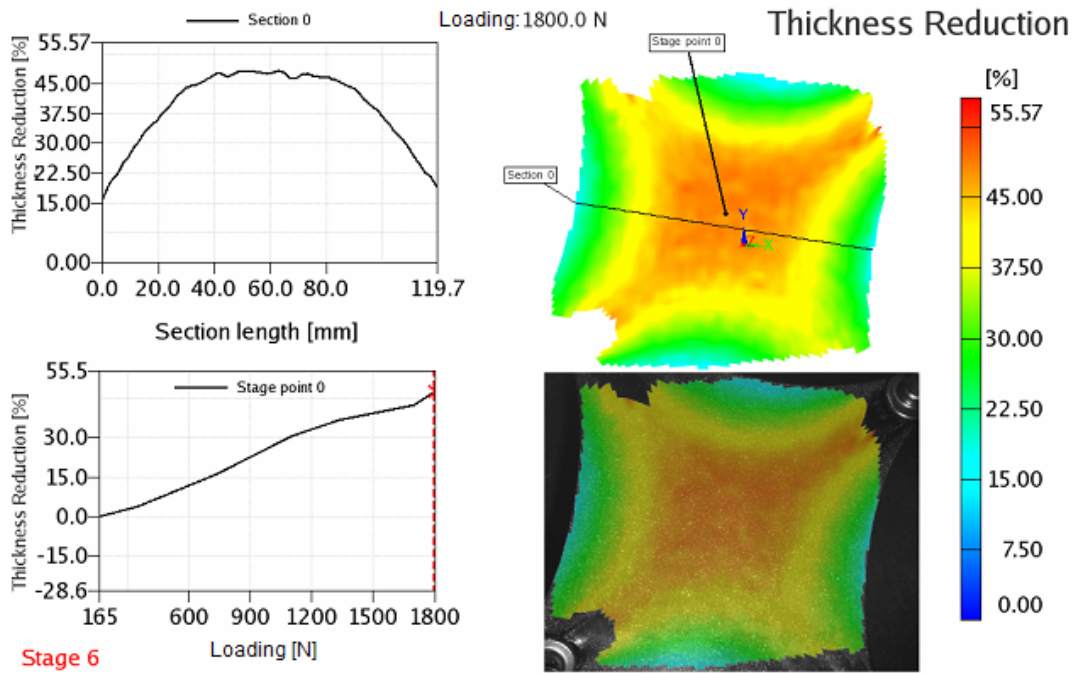 Section 0
Loading:1800.0 N
Thickness Reduction
Thickness Reduction [%]
55.57
45.00
37.50
30.00
22.50
15.00
0.00
0.0 20.0 40.0 60.0 80.0 119.7
Section length [mm]
Stage point 0
Section 0
Y
Z
X
[%]
55.57
45.00
37.50
30.00
22.50
15.00
7.50
0.00
Stage point 0
Thickness Reduction [%]
55.5
30.0
15.0
0.0
-15.0
-28.6
165 600 900 1200 1500 1800
Loading [N]
Stage 6